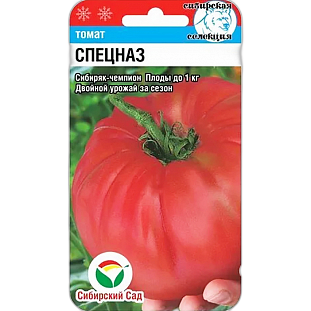 сибирская
селекция
ТОМАТ
СПЕЦНАЗ
Сибиряк-чемпион Плоды до 1 кг
Двойной урожай за сезон
Сибирский Сад